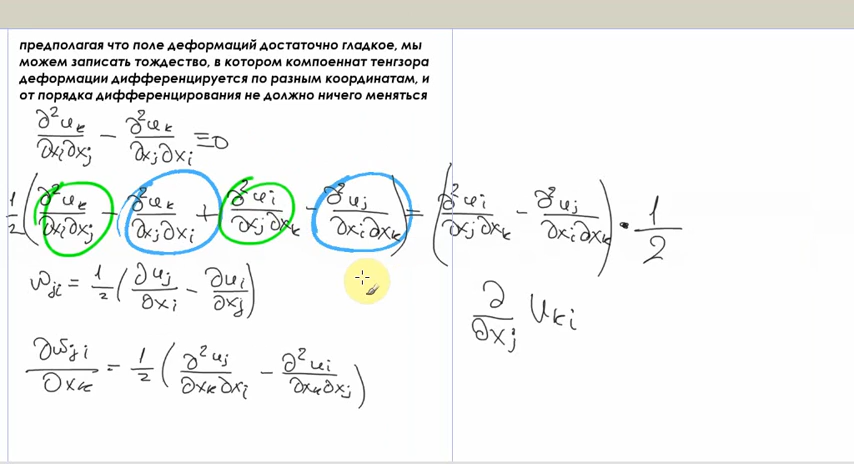 предполагая что поле деформаций достаточно гладкое, мы
можем записать тождество, в котором компоеннат тенгзора
деформации дифференцируется по разным координатам, и
от порядка дифференцирования не должно ничего меняться
∂²u_k/∂x_i∂x_j − ∂²u_k/∂x_j∂x_i ≡ 0
1/2 (∂²u_k/∂x_i∂x_j − ∂²u_k/∂x_j∂x_i + ∂²u_i/∂x_j∂x_k − ∂²u_j/∂x_i∂x_k) = (∂²u_i/∂x_j∂x_k − ∂²u_j/∂x_i∂x_k) · 1/2
ω_ji = 1/2 (∂u_j/∂x_i − ∂u_i/∂x_j)
∂/∂x_j u_ki
∂ω_ji/∂x_k = 1/2 (∂²u_j/∂x_k∂x_i − ∂²u_i/∂x_k∂x_j)